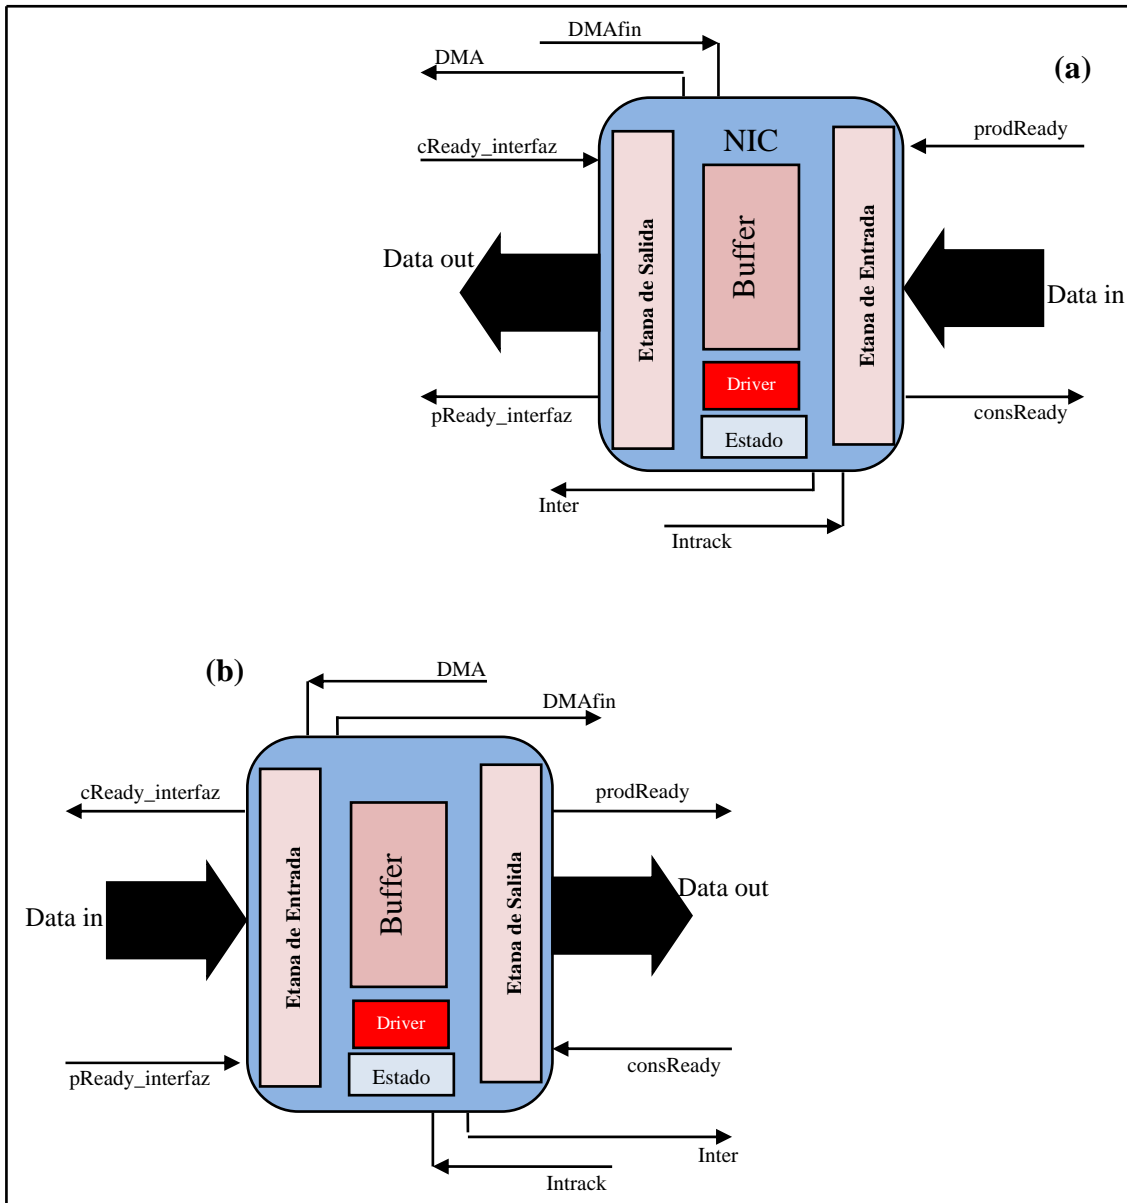 DMAfin
DMA
(a)
NIC
prodReady
cReady_interfaz
Etapa de Salida
Buffer
Etapa de Entrada
Data out
Data in
Driver
pReady_interfaz
consReady
Estado
Inter
Intrack
(b)
DMA
DMAfin
cReady_interfaz
prodReady
Etapa de Entrada
Buffer
Etapa de Salida
Data out
Data in
Driver
consReady
pReady_interfaz
Estado
Inter
Intrack